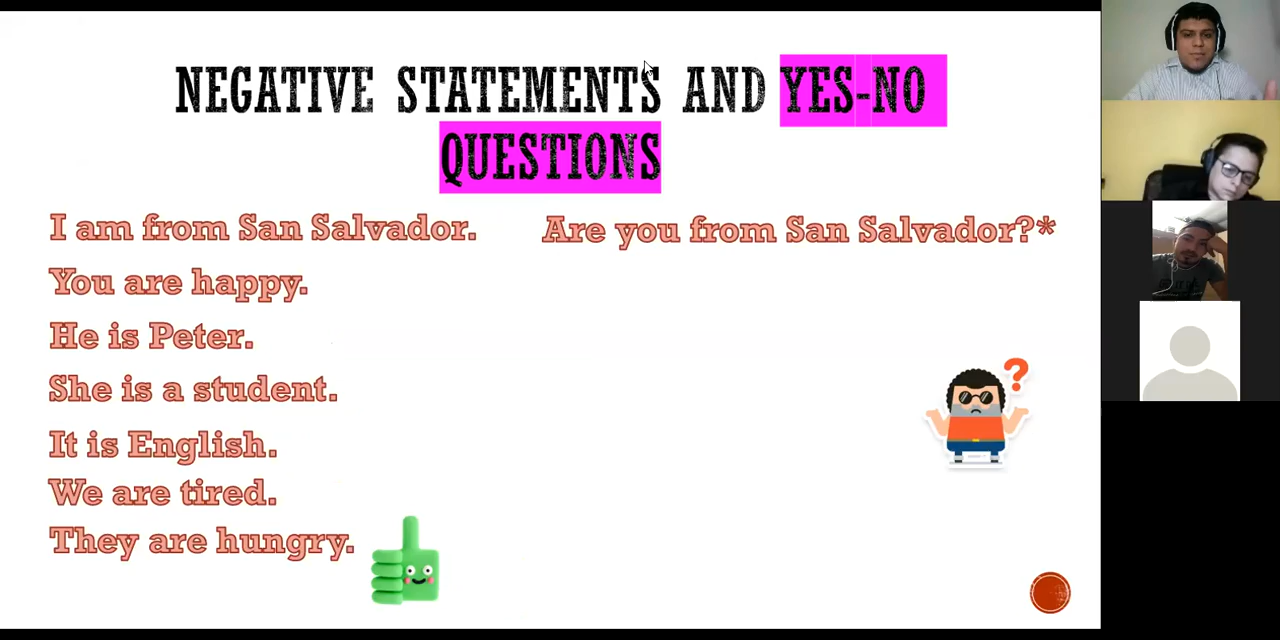 NEGATIVE STATEMENTS AND YES-NO
QUESTIONS
I am from San Salvador. Are you from San Salvador?*
You are happy.
He is Peter.
She is a student.
It is English.
We are tired.
They are hungry.
?